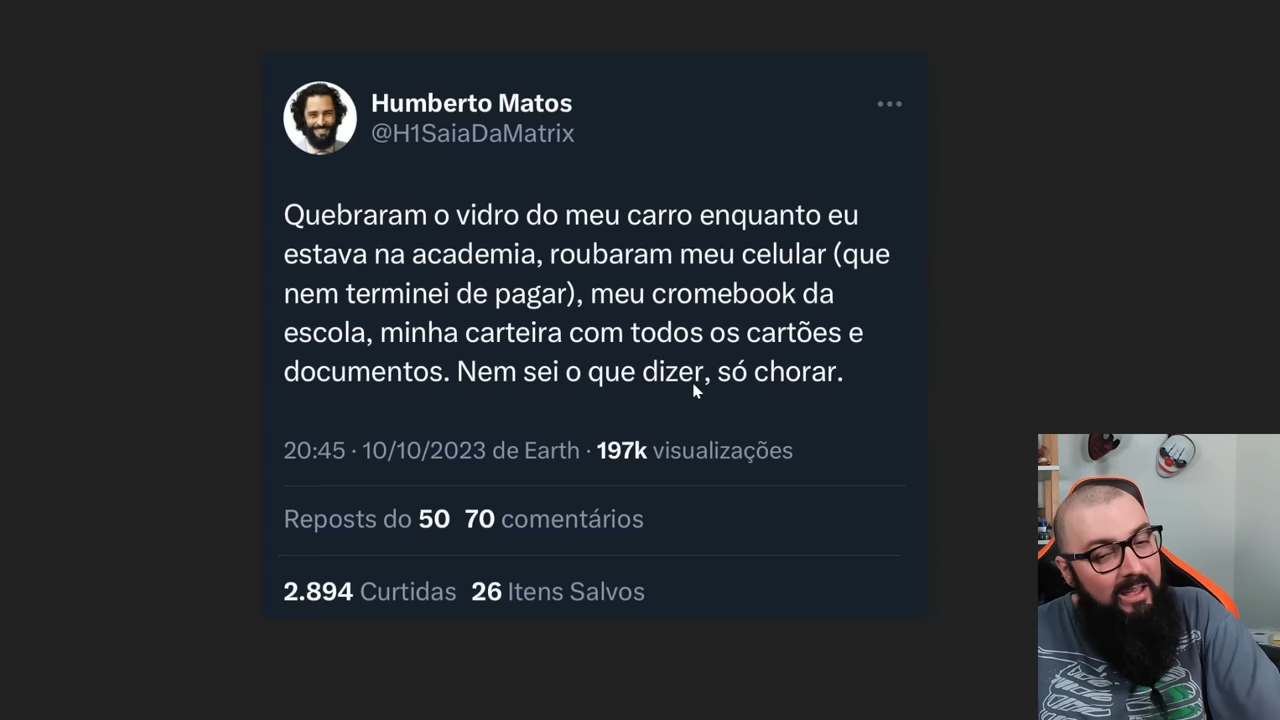 Humberto Matos
@H1SaiaDaMatrix
Quebraram o vidro do meu carro enquanto eu
estava na academia, roubaram meu celular (que
nem terminei de pagar), meu cromebook da
escola, minha carteira com todos os cartões e
documentos. Nem sei o que dizer, só chorar.
20:45 · 10/10/2023 de Earth · 197k visualizações
Reposts do 50 70 comentários
2.894 Curtidas 26 Itens Salvos